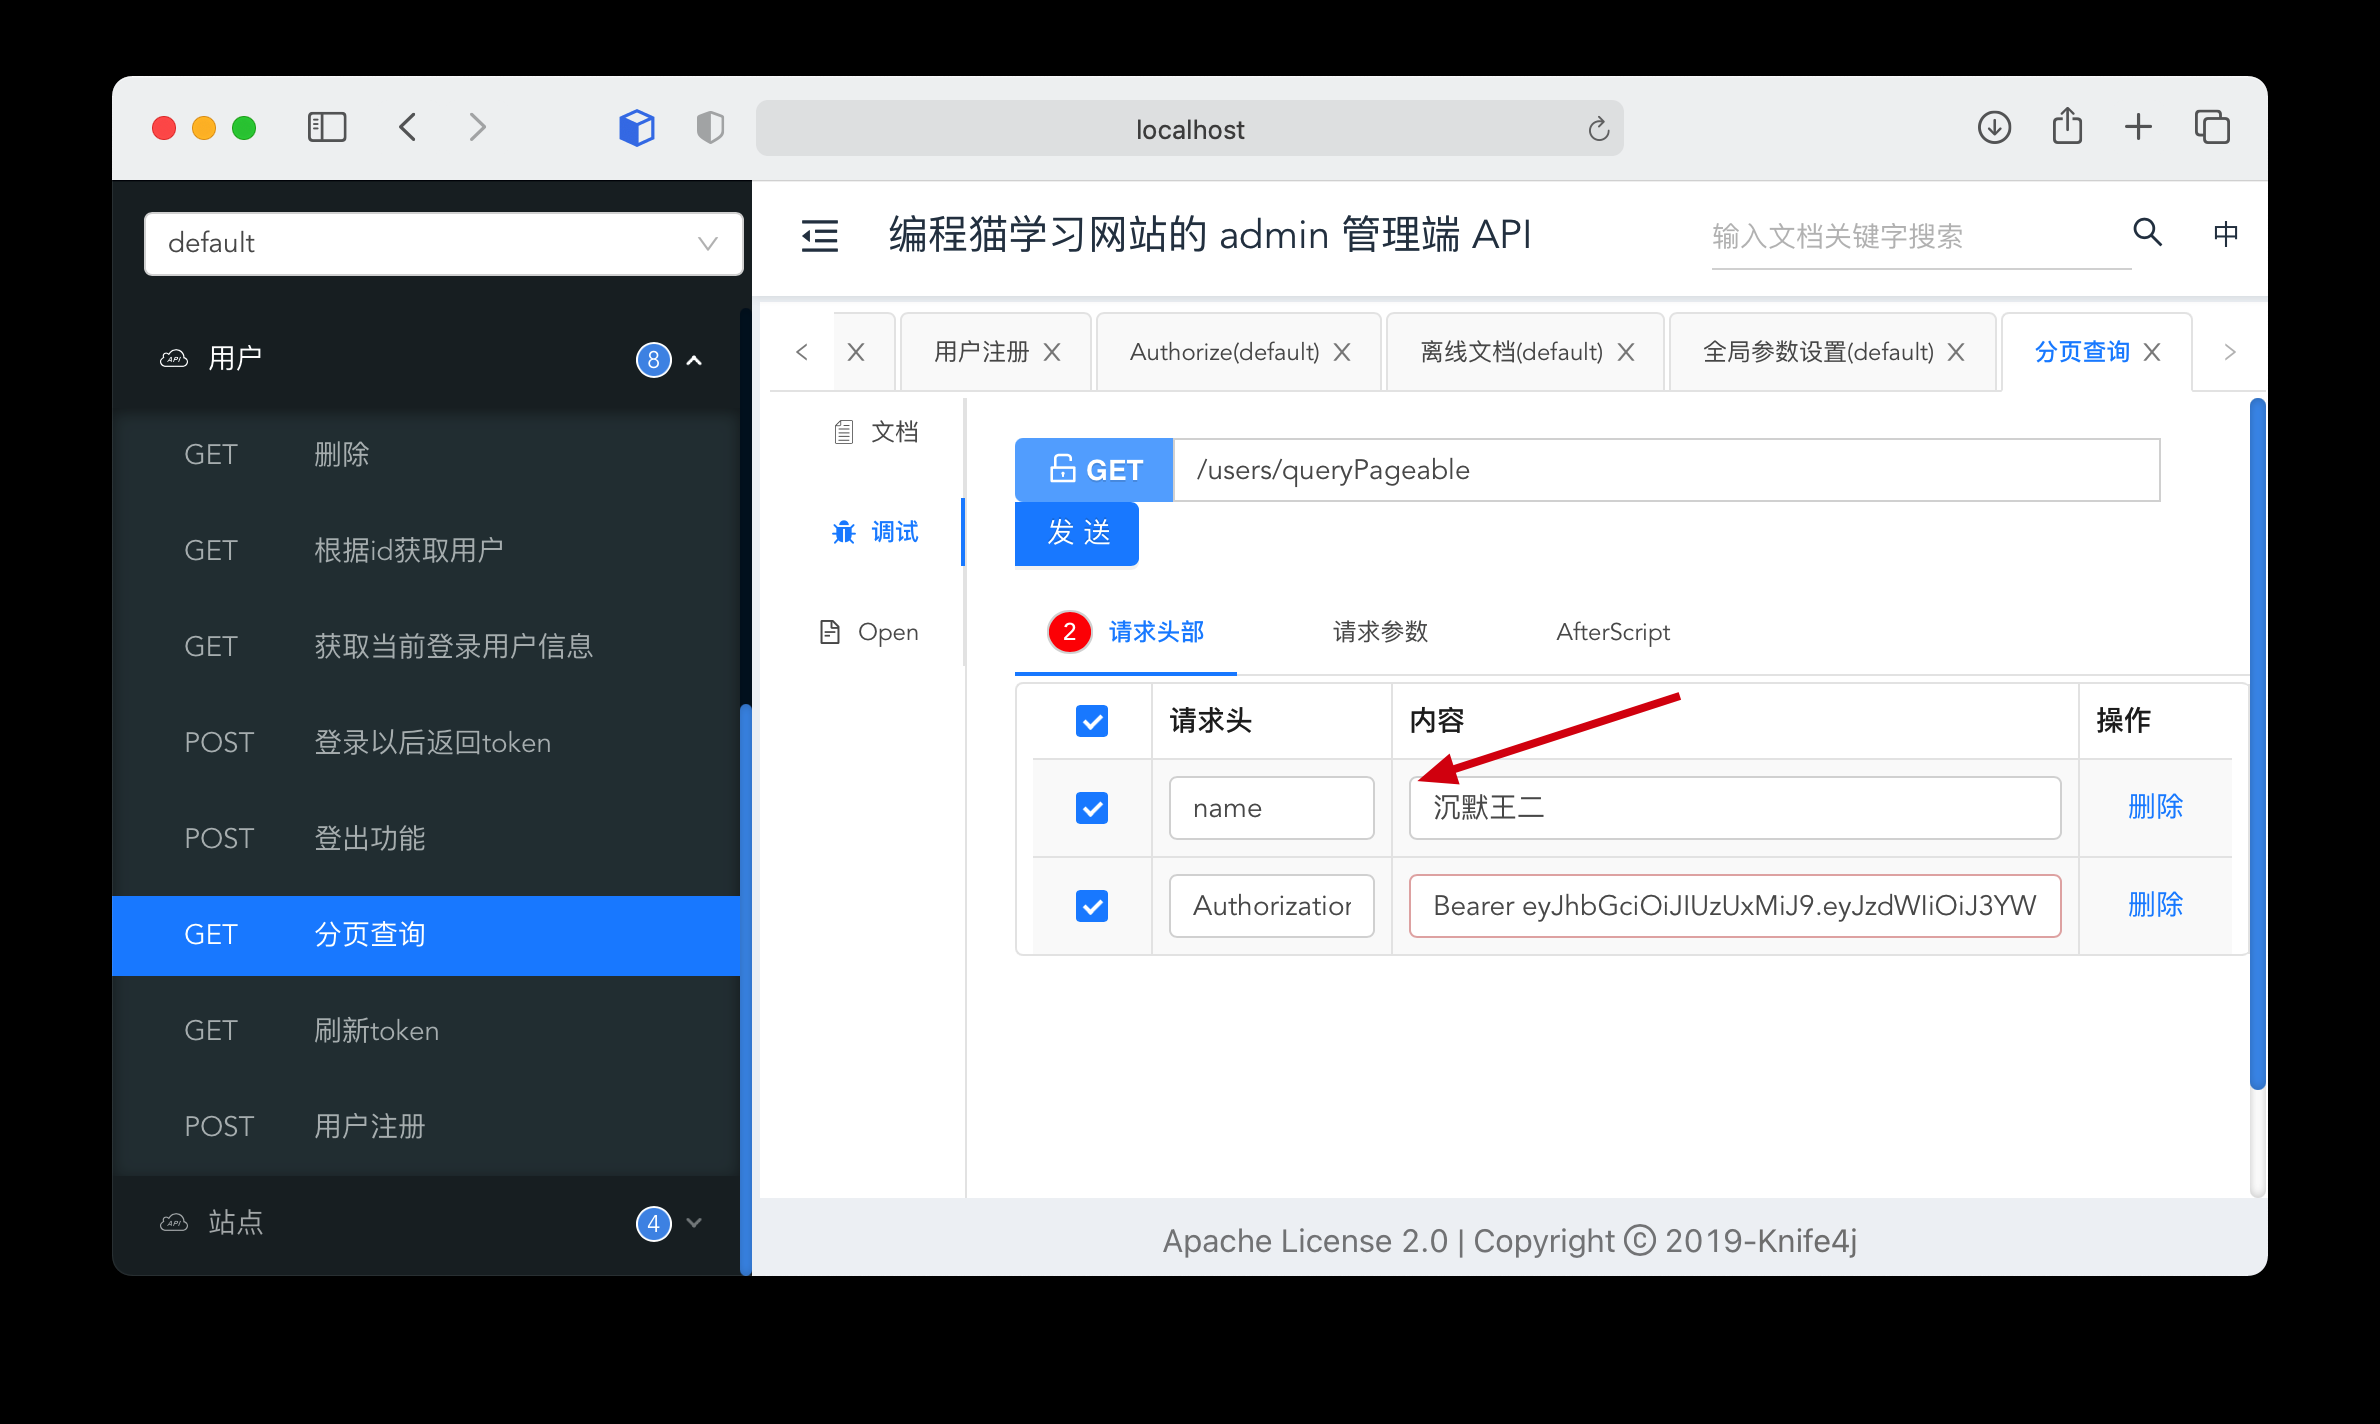 localhost
default
编程猫学习网站的 admin 管理端 API
输入文档关键字搜索
中
用户
8
GET 删除
GET 根据id获取用户
GET 获取当前登录用户信息
POST 登录以后返回token
POST 登出功能
GET 分页查询
GET 刷新token
POST 用户注册
站点
4
用户注册
Authorize(default)
离线文档(default)
全局参数设置(default)
分页查询
文档
调试
Open
GET /users/queryPageable
发 送
2 请求头部 请求参数 AfterScript
请求头 内容 操作
name 沉默王二 删除
Authorization Bearer eyJhbGciOiJIUzUxMiJ9.eyJzdWIiOiJ3YW 删除
Apache License 2.0 | Copyright © 2019-Knife4j